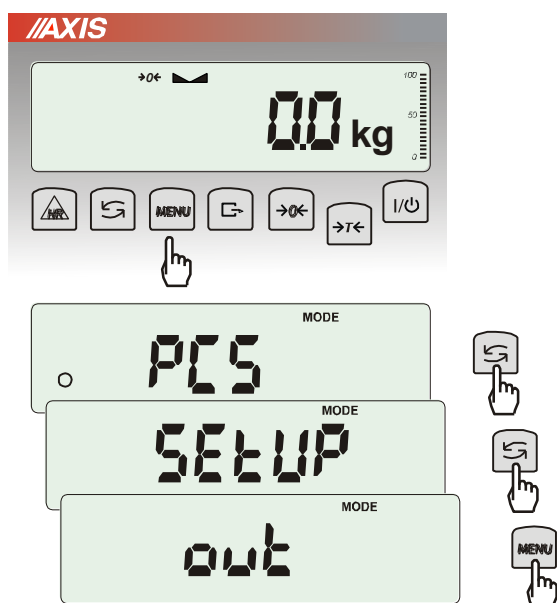 //AXIS
→0←
100
50
0
0.0 kg
HR
MENU
→0←
→T←
I/⏻
MODE
PCS
MODE
SEtUP
MODE
out
MENU